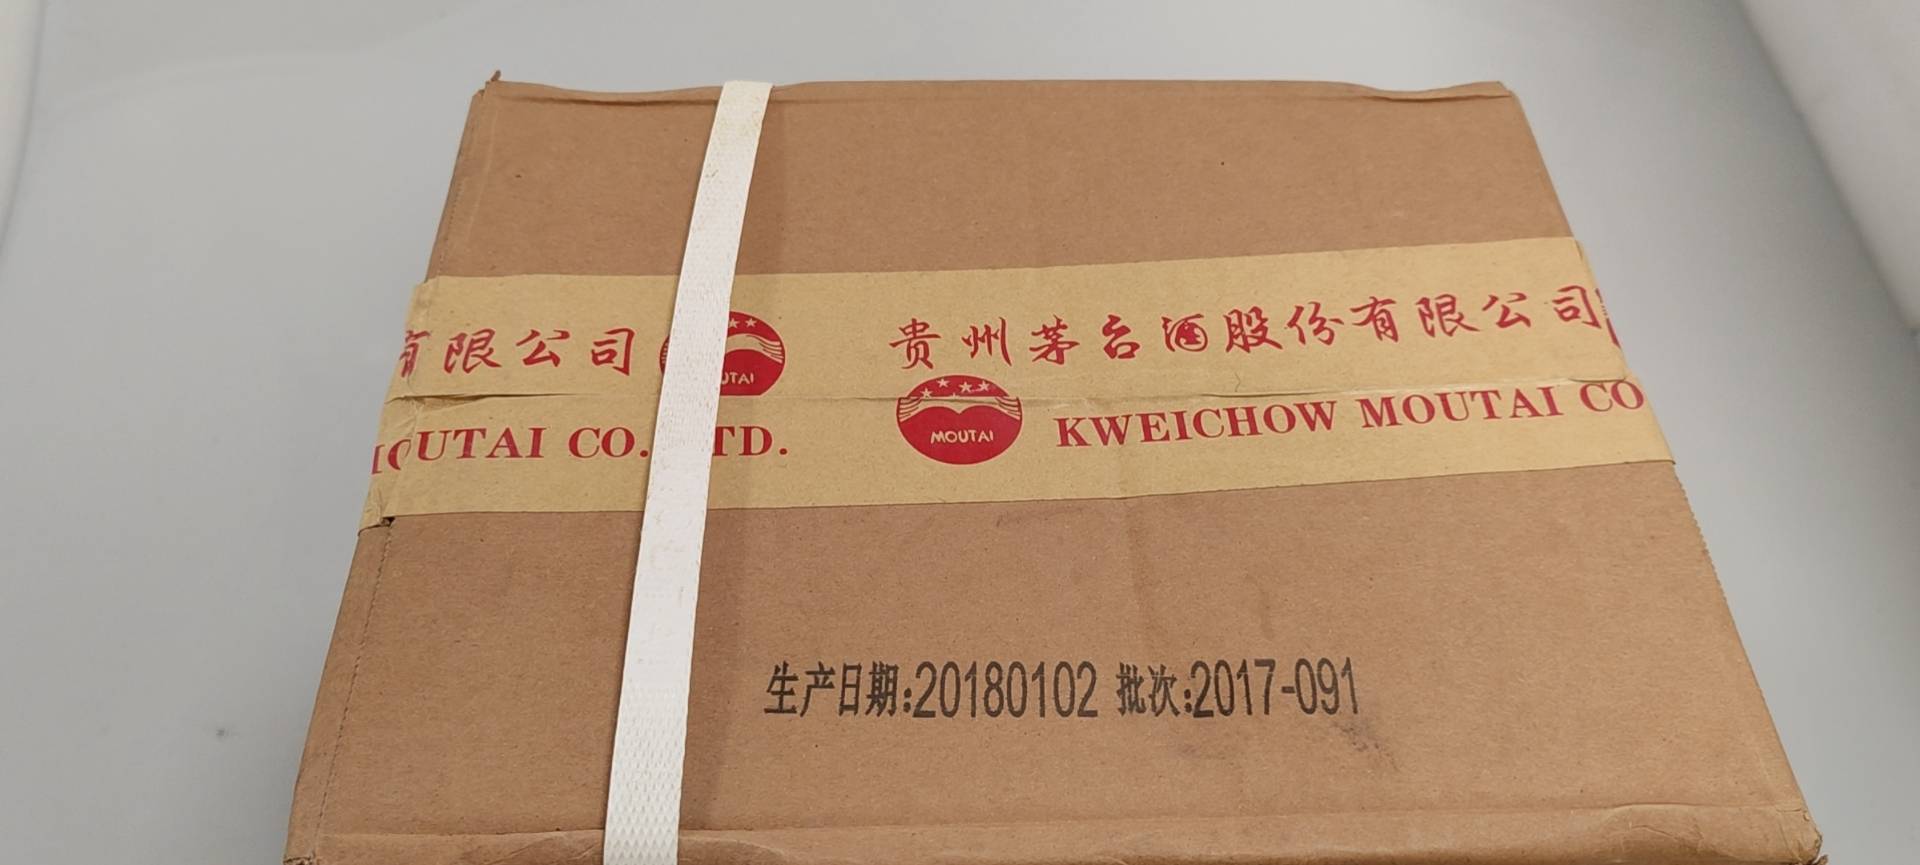 有限公司 贵州茅台酒股份有限公司
UTAI
MOUTAI
OUTAI CO. TD. KWEICHOW MOUTAI CO
生产日期:20180102 批次:2017-091